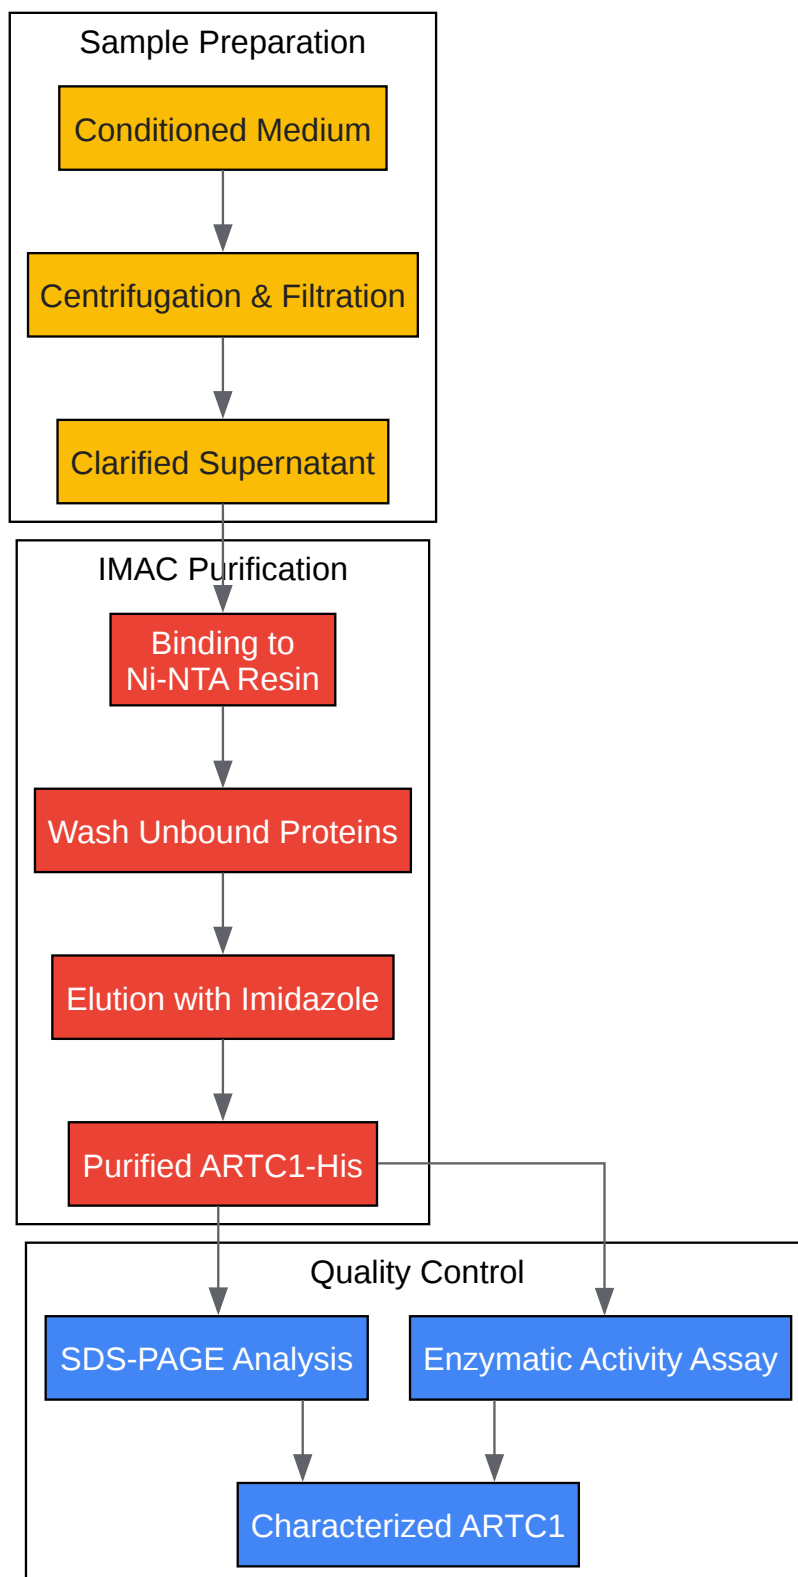 Sample Preparation
Conditioned Medium
Centrifugation & Filtration
Clarified Supernatant
IMAC Purification
Binding to
Ni-NTA Resin
Wash Unbound Proteins
Elution with Imidazole
Purified ARTC1-His
Quality Control
SDS-PAGE Analysis
Enzymatic Activity Assay
Characterized ARTC1